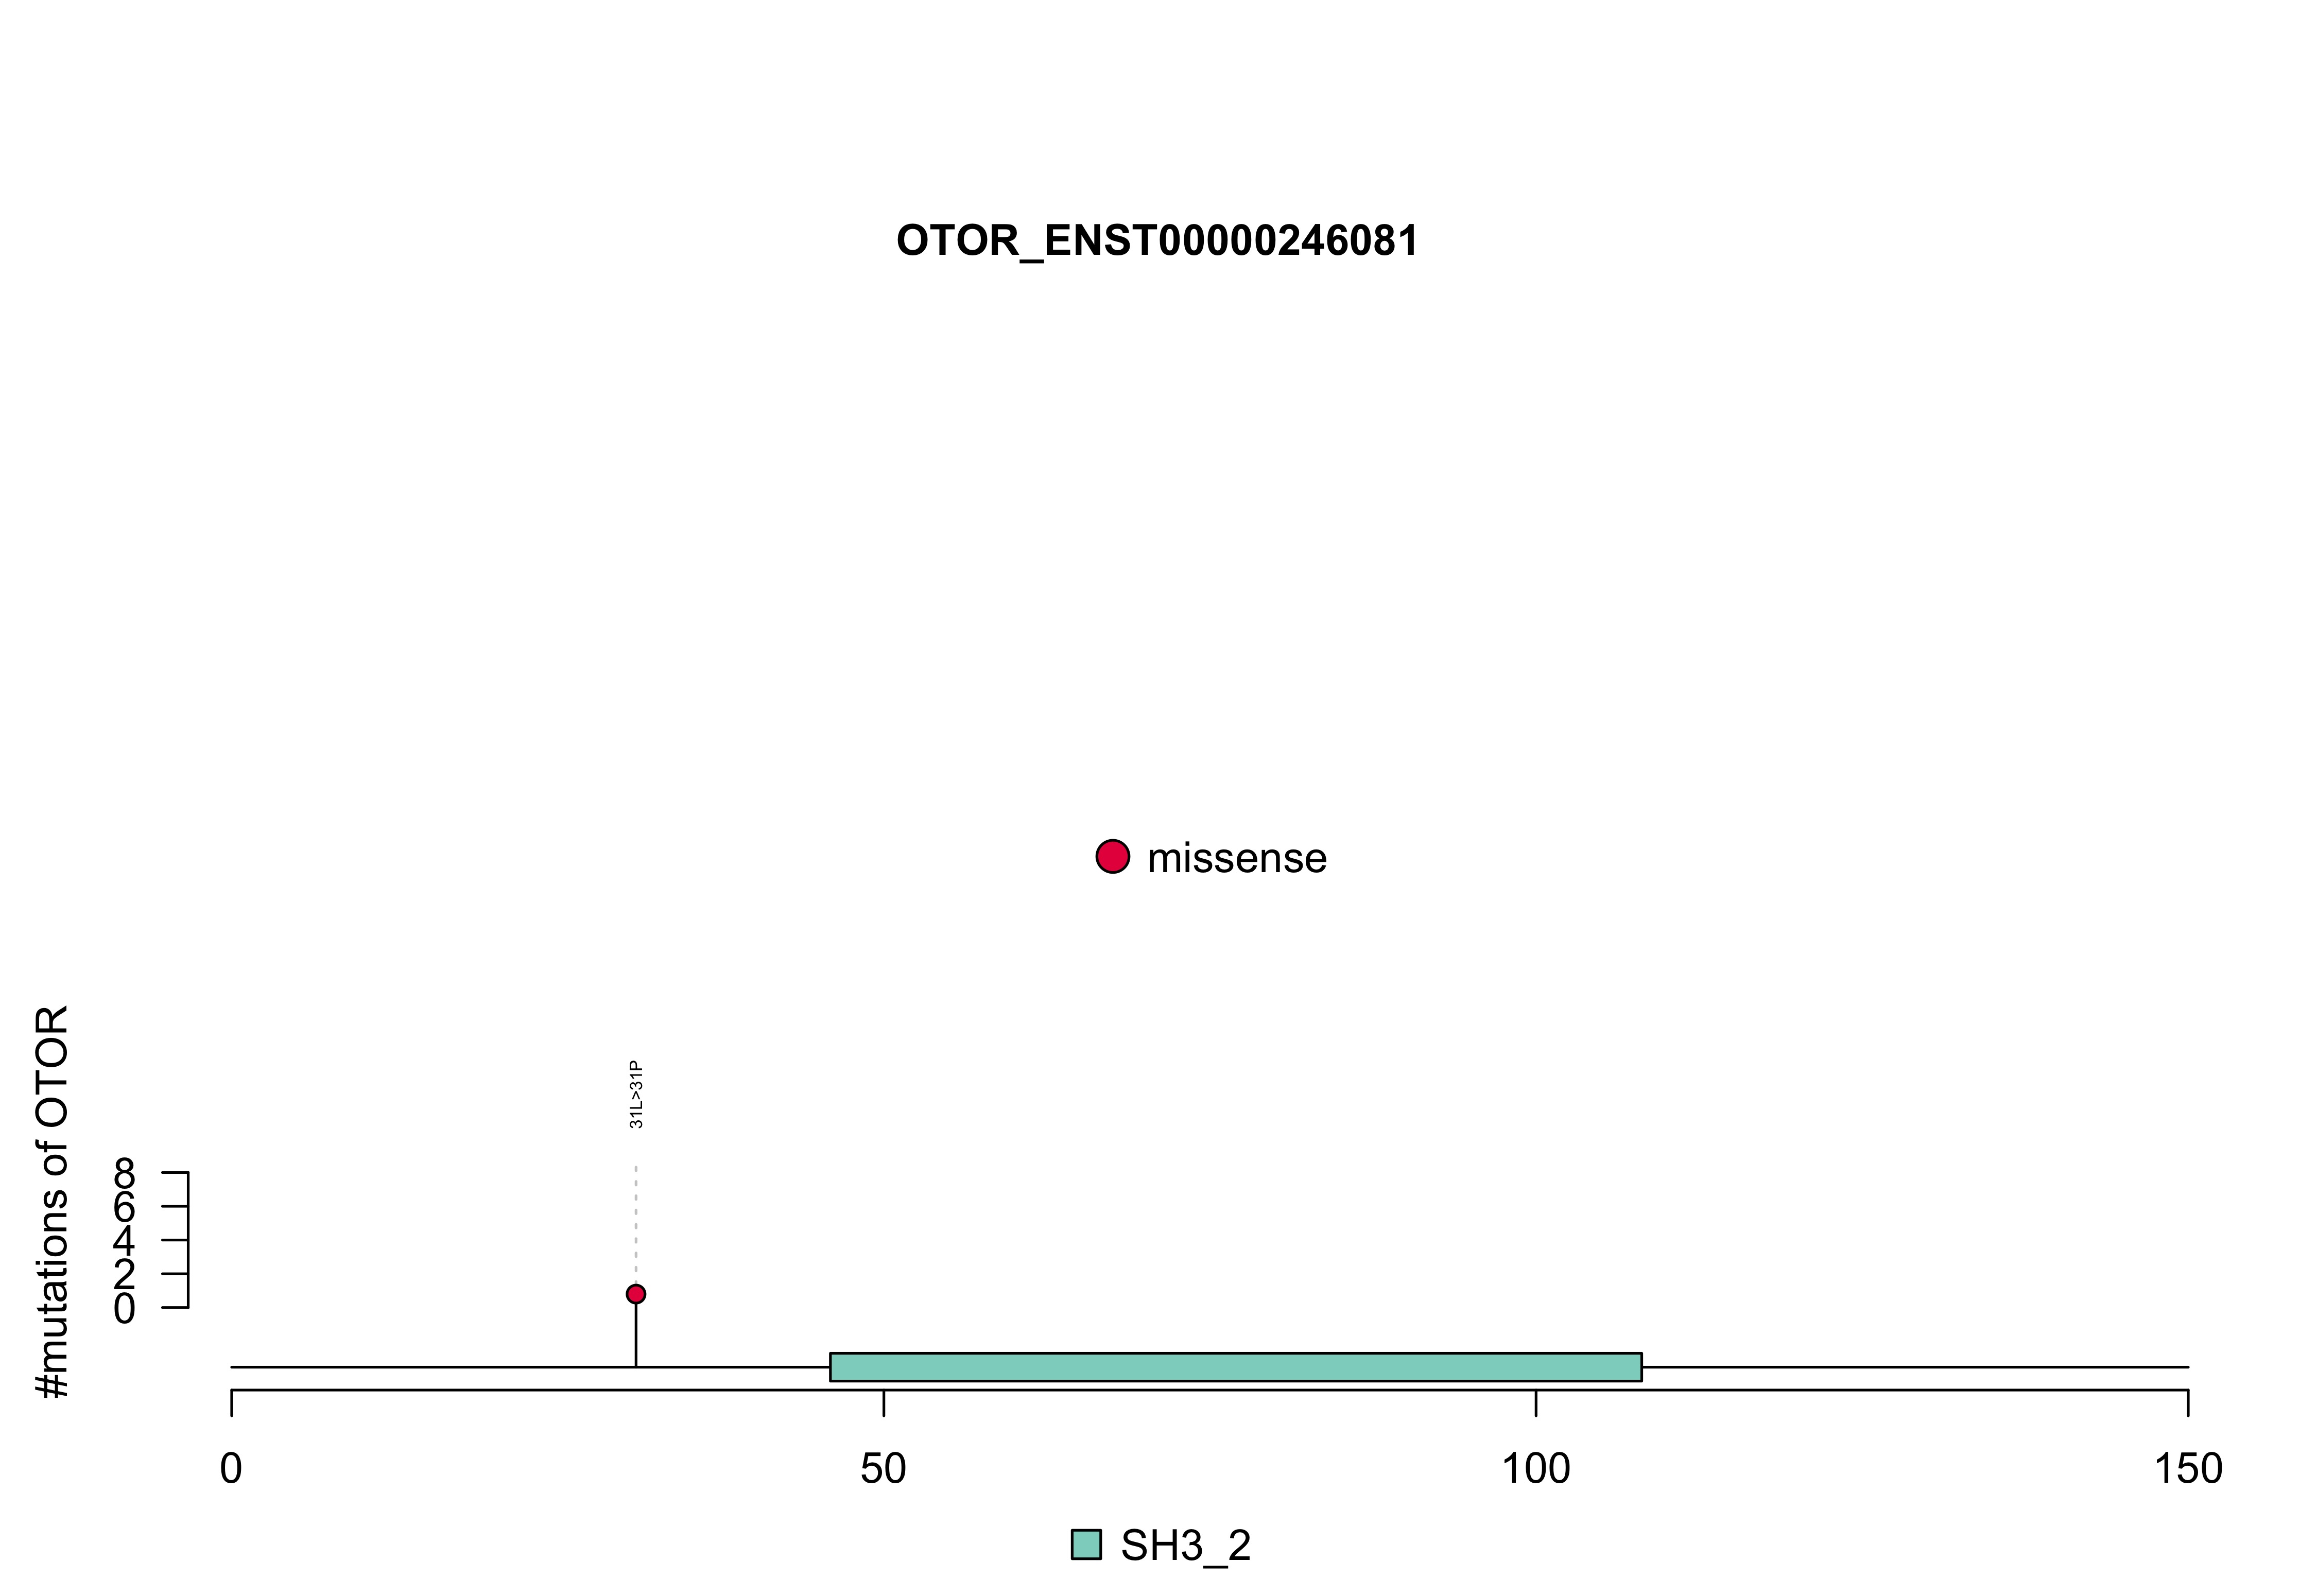 OTOR_ENST00000246081
missense
#mutations of OTOR
31L>31P
8
6
4
2
0
0 50 100 150
SH3_2